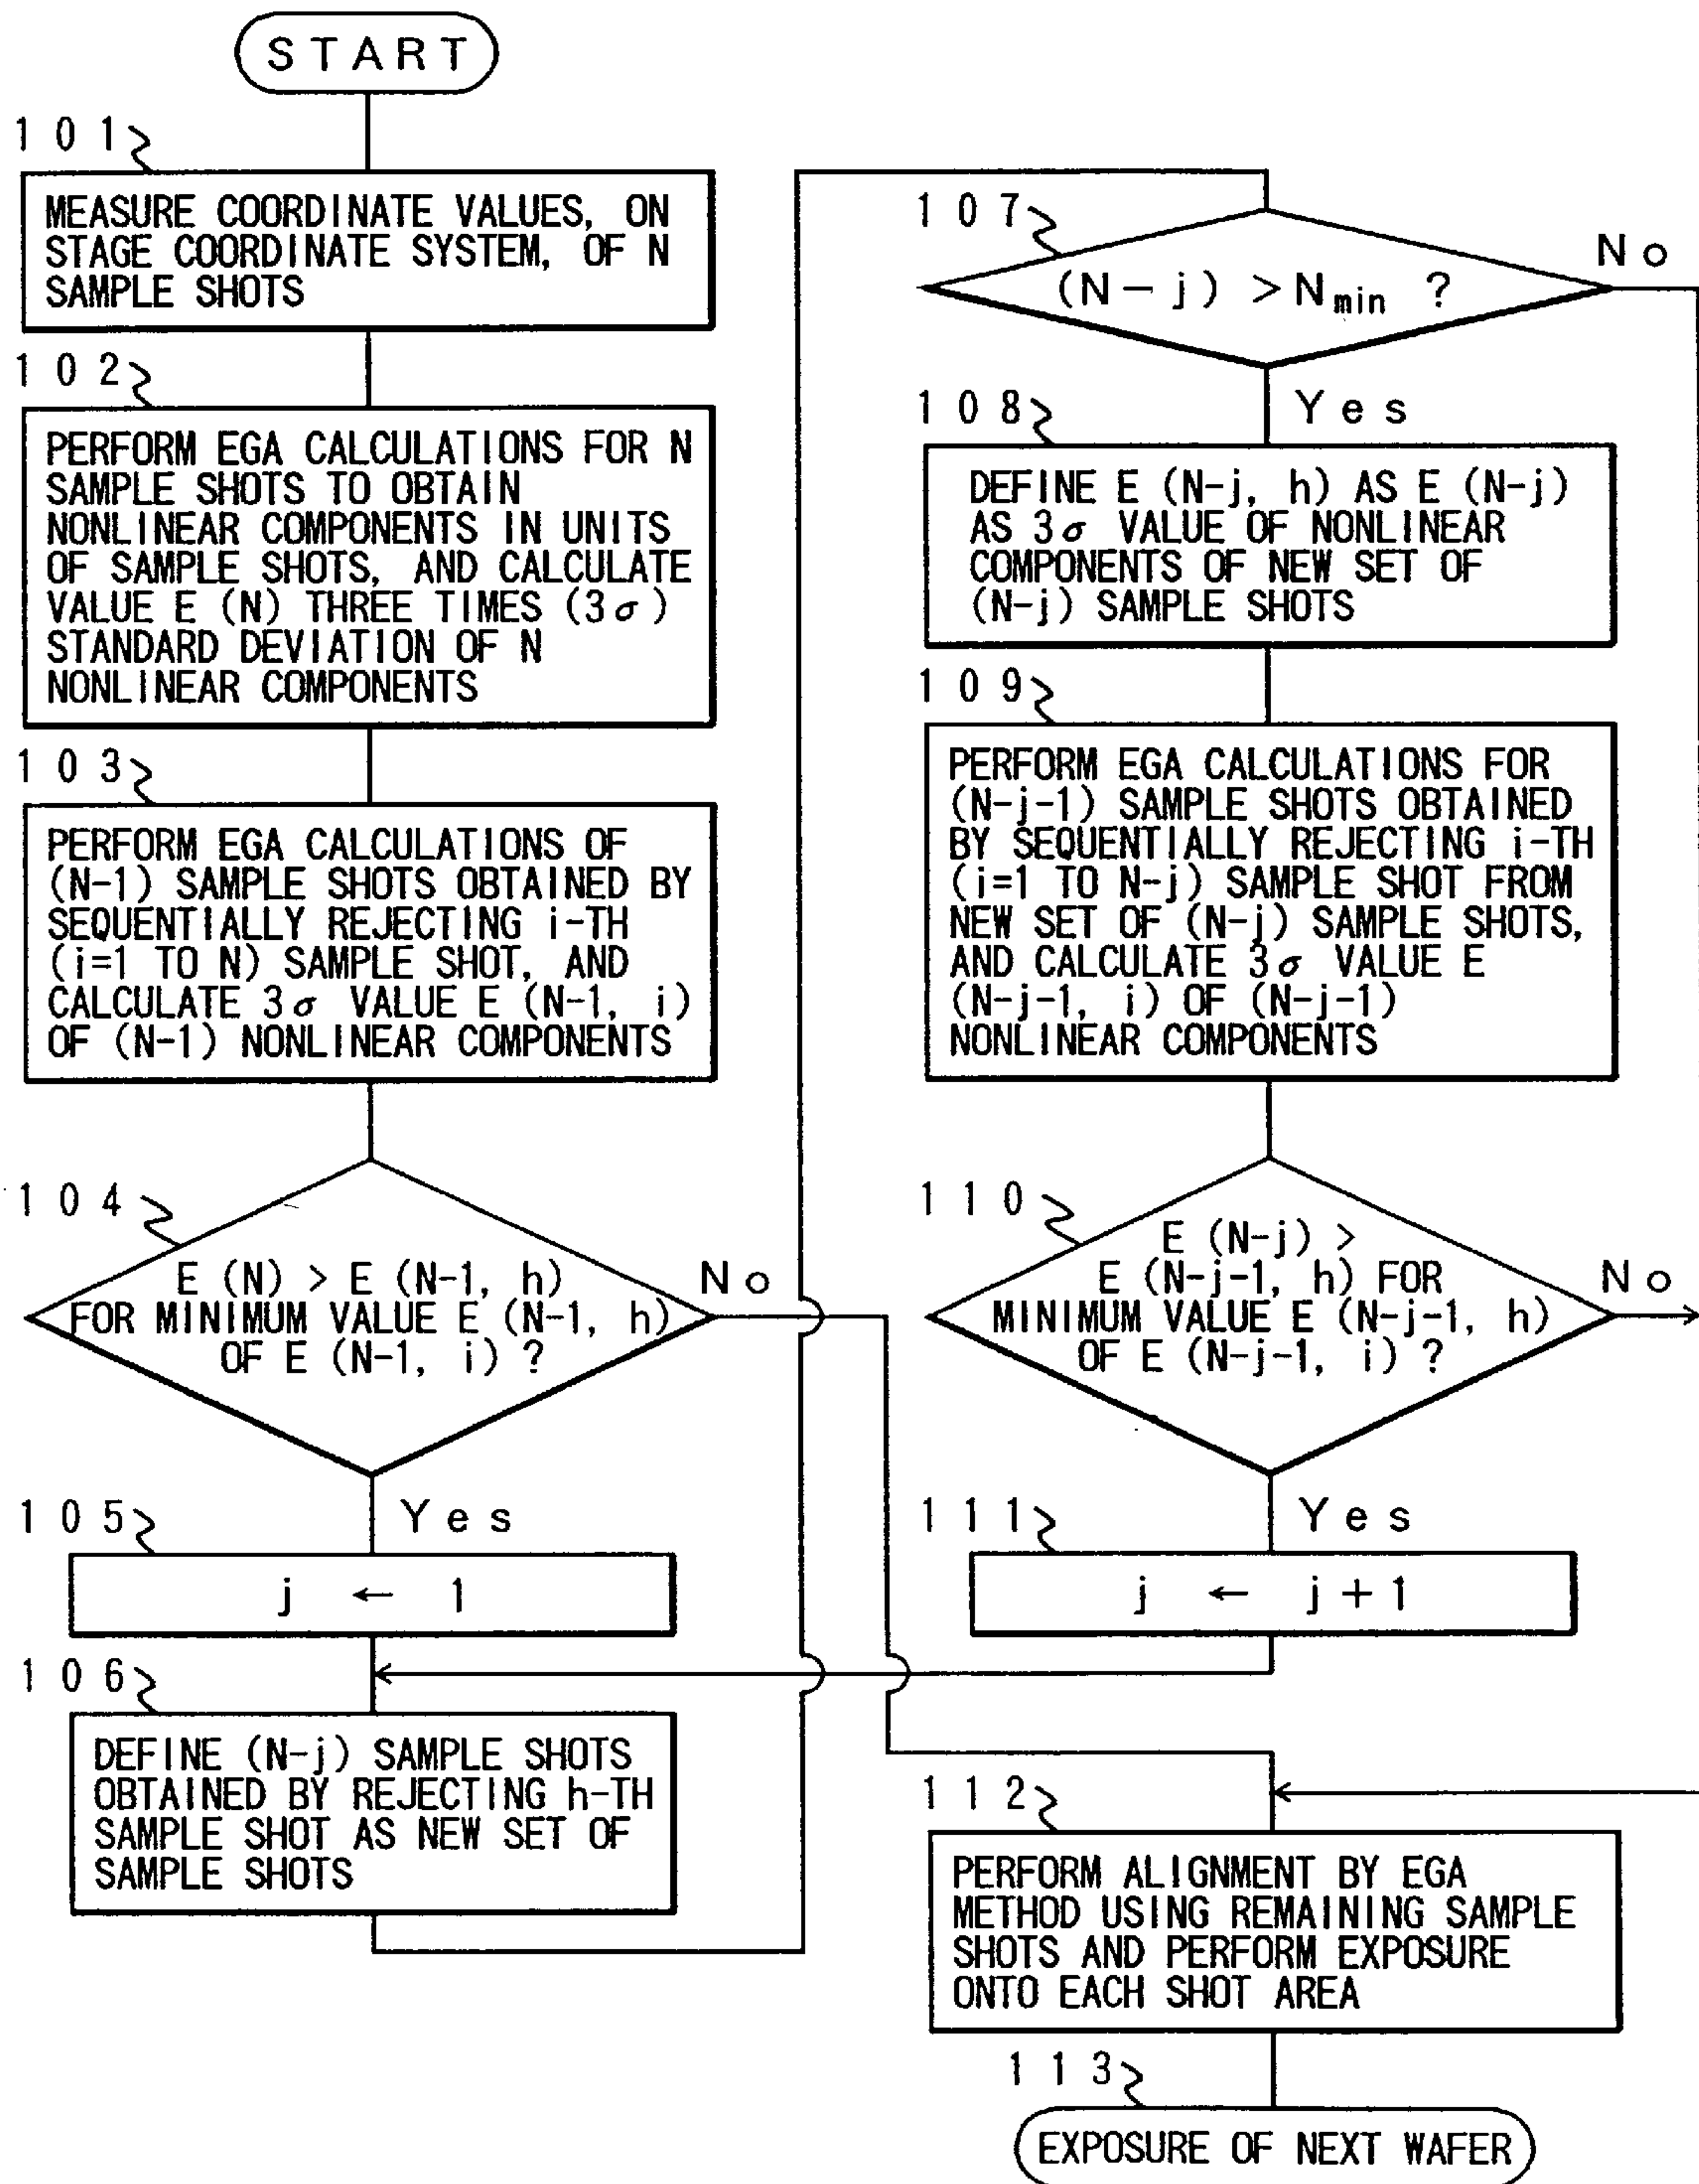 START
101
MEASURE COORDINATE VALUES, ON
STAGE COORDINATE SYSTEM, OF N
SAMPLE SHOTS
102
PERFORM EGA CALCULATIONS FOR N
SAMPLE SHOTS TO OBTAIN
NONLINEAR COMPONENTS IN UNITS
OF SAMPLE SHOTS, AND CALCULATE
VALUE E (N) THREE TIMES (3σ)
STANDARD DEVIATION OF N
NONLINEAR COMPONENTS
103
PERFORM EGA CALCULATIONS OF
(N-1) SAMPLE SHOTS OBTAINED BY
SEQUENTIALLY REJECTING i-TH
(i=1 TO N) SAMPLE SHOT, AND
CALCULATE 3σ VALUE E (N-1, i)
OF (N-1) NONLINEAR COMPONENTS
104
E (N) > E (N-1, h)
FOR MINIMUM VALUE E (N-1, h)
OF E (N-1, i) ?
No
Yes
105
j ← 1
106
DEFINE (N-j) SAMPLE SHOTS
OBTAINED BY REJECTING h-TH
SAMPLE SHOT AS NEW SET OF
SAMPLE SHOTS
107
(N-j) > Nmin ?
No
Yes
108
DEFINE E (N-j, h) AS E (N-j)
AS 3σ VALUE OF NONLINEAR
COMPONENTS OF NEW SET OF
(N-j) SAMPLE SHOTS
109
PERFORM EGA CALCULATIONS FOR
(N-j-1) SAMPLE SHOTS OBTAINED
BY SEQUENTIALLY REJECTING i-TH
(i=1 TO N-j) SAMPLE SHOT FROM
NEW SET OF (N-j) SAMPLE SHOTS,
AND CALCULATE 3σ VALUE E
(N-j-1, i) OF (N-j-1)
NONLINEAR COMPONENTS
110
E (N-j) >
E (N-j-1, h) FOR
MINIMUM VALUE E (N-j-1, h)
OF E (N-j-1, i) ?
No
Yes
111
j ← j+1
112
PERFORM ALIGNMENT BY EGA
METHOD USING REMAINING SAMPLE
SHOTS AND PERFORM EXPOSURE
ONTO EACH SHOT AREA
113
EXPOSURE OF NEXT WAFER